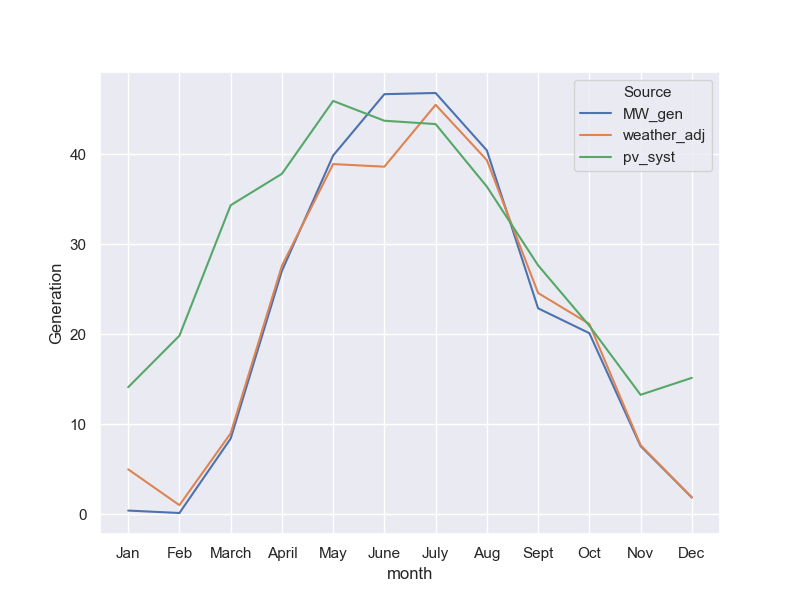 Source
MW_gen
weather_adj
pv_syst
40
30
20
10
0
Generation
Jan Feb March April May June July Aug Sept Oct Nov Dec
month